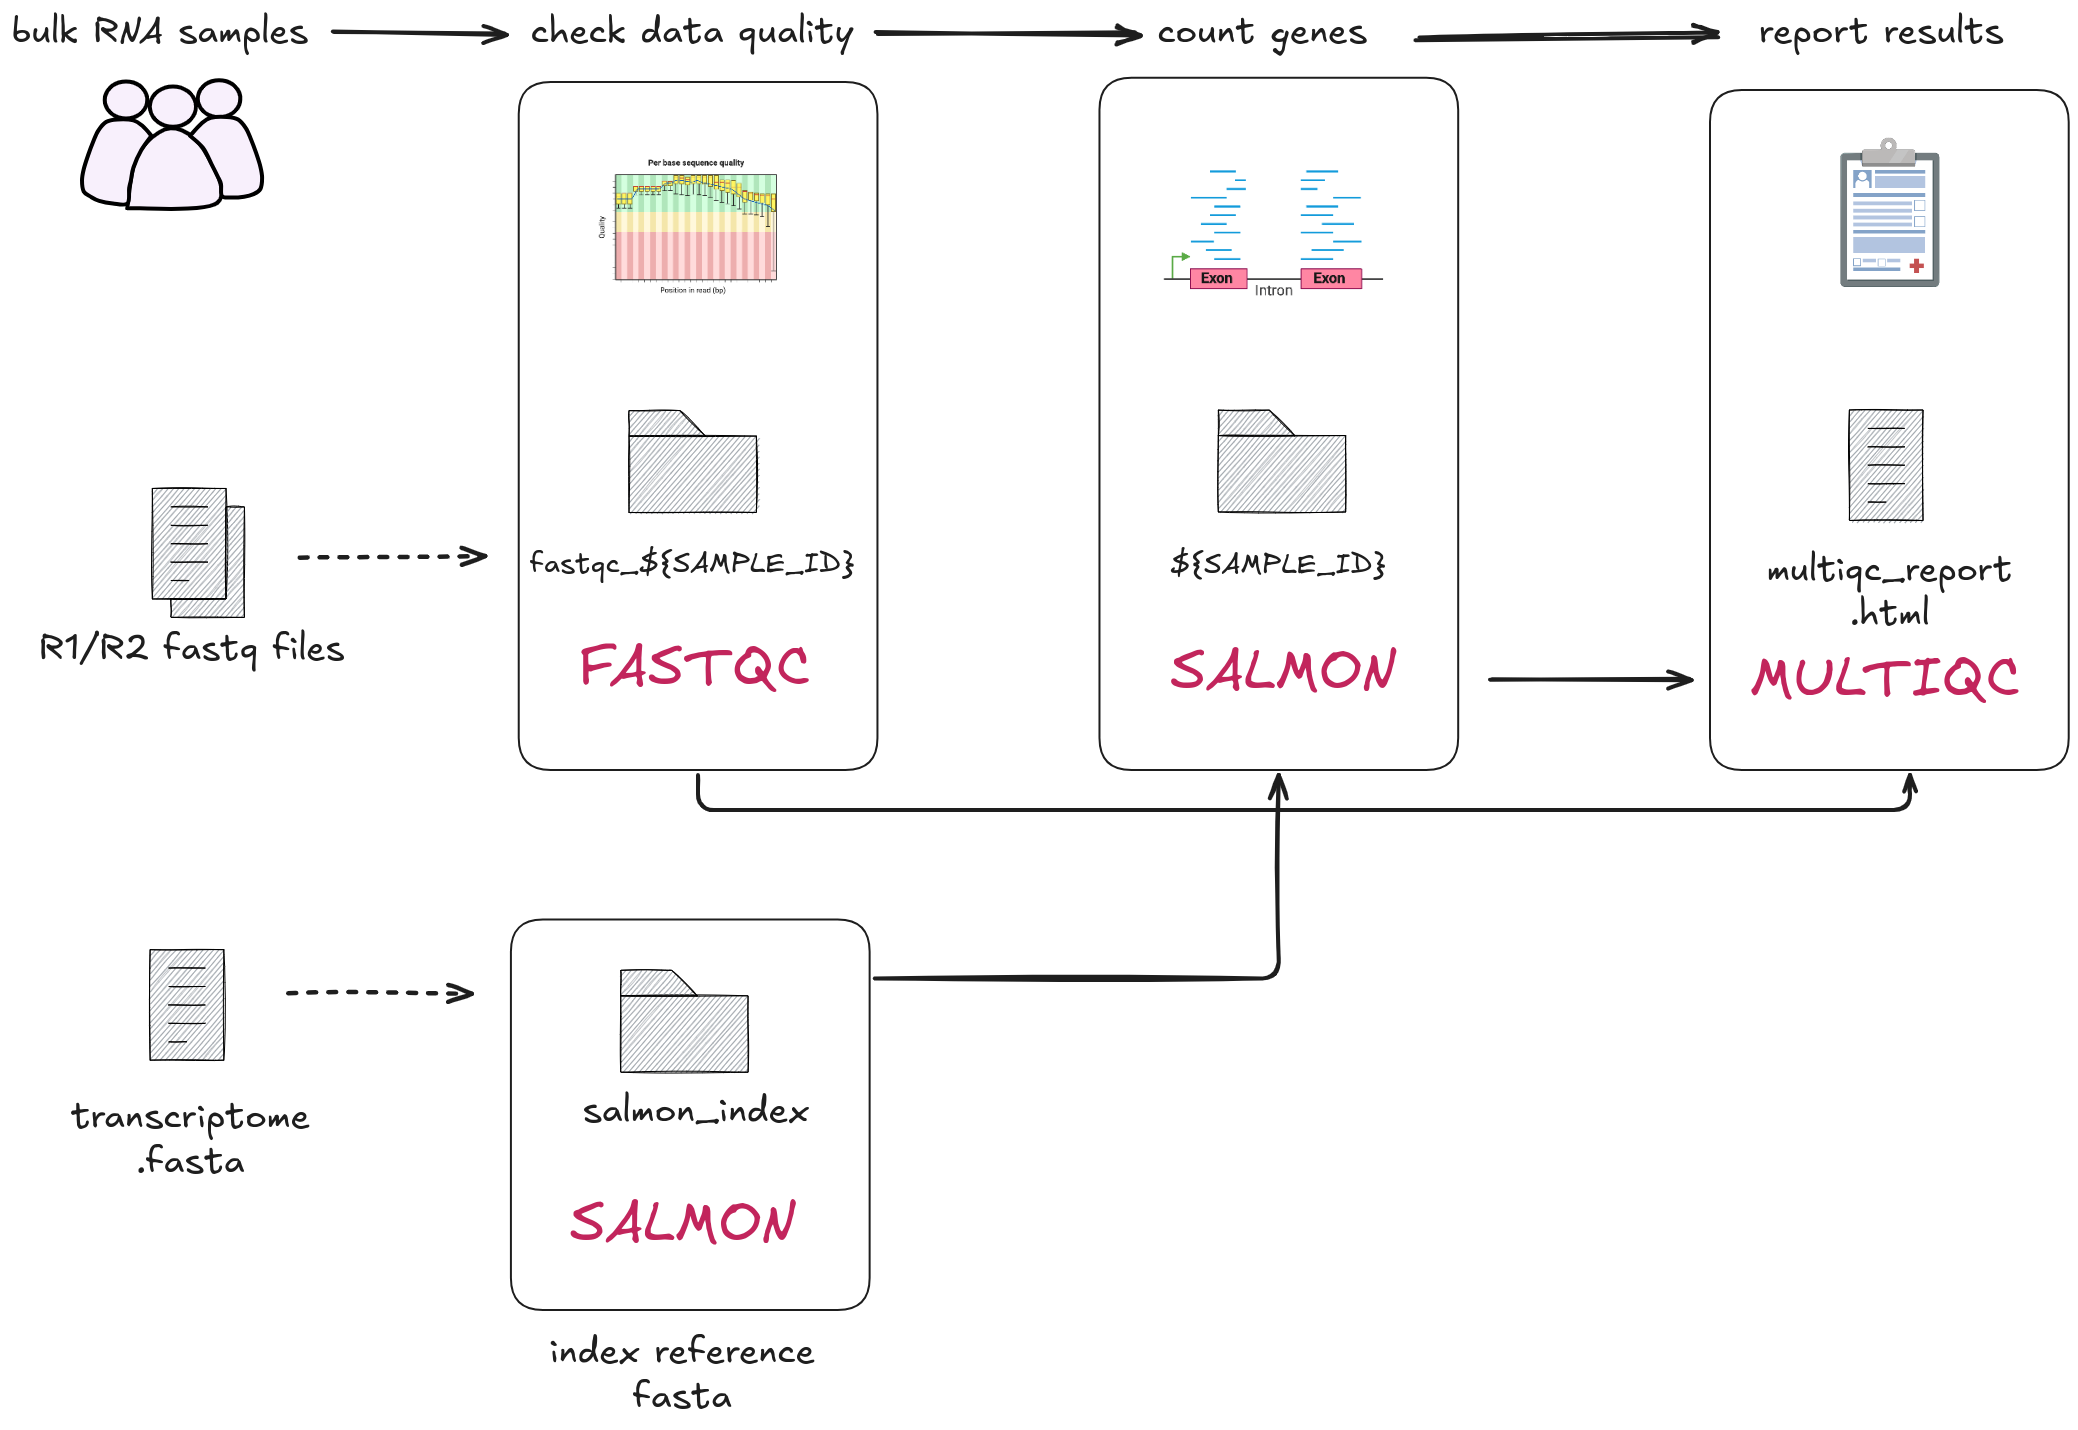 bulk RNA samples
check data quality
count genes
report results
Per base sequence quality
Quality
Position in read (bp)
Exon
Intron
Exon
fastqc_${SAMPLE_ID}
${SAMPLE_ID}
multiqc_report
.html
R1/R2 fastq files
FASTQC
SALMON
MULTIQC
transcriptome
.fasta
salmon_index
SALMON
index reference
fasta